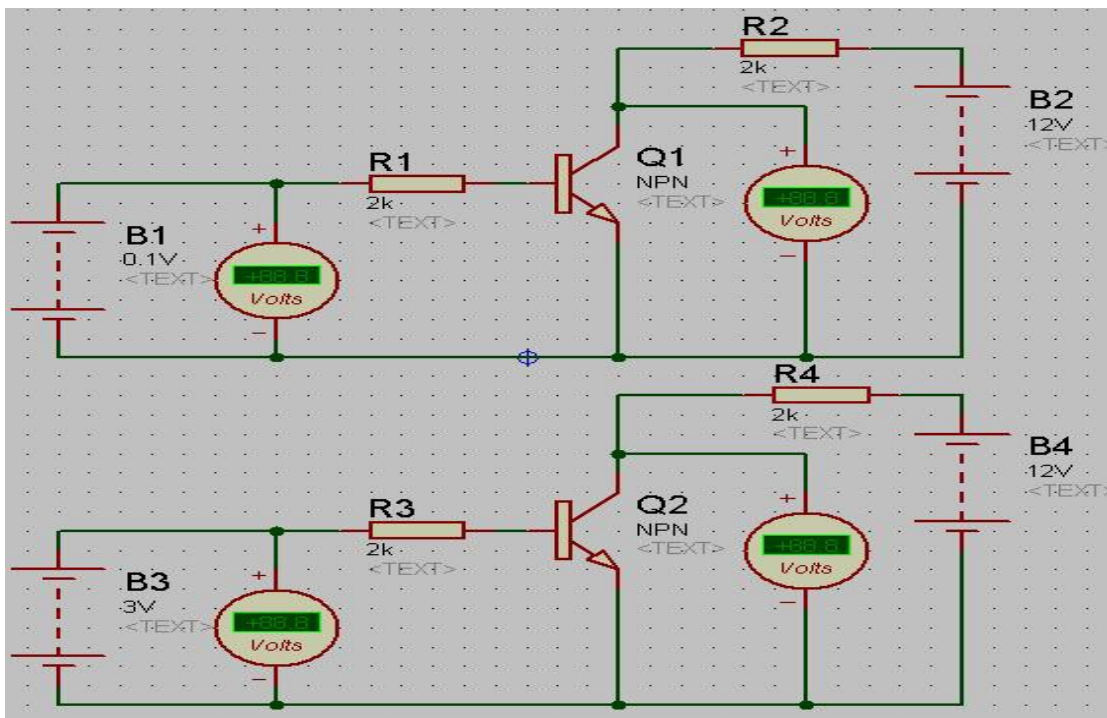 R2
2k
<TEXT>
B2
12V
<TEXT>
R1
2k
<TEXT>
Q1
NPN
<TEXT>
+88.8
Volts
B1
0.1V
<TEXT>
+88.8
Volts
R4
2k
<TEXT>
B4
12V
<TEXT>
R3
2k
<TEXT>
Q2
NPN
<TEXT>
+88.8
Volts
B3
3V
<TEXT>
+88.8
Volts